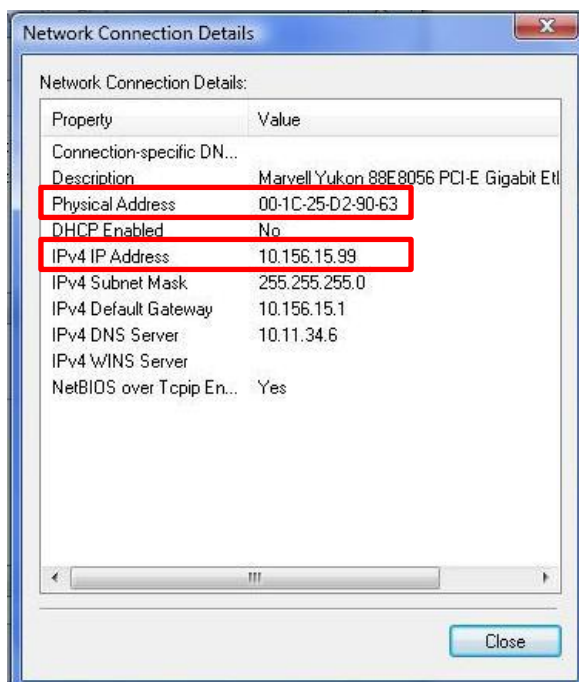 Network Connection Details
Network Connection Details:
Property Value
Connection-specific DN...
Description Marvell Yukon 88E8056 PCI-E Gigabit Etl
Physical Address 00-1C-25-D2-90-63
DHCP Enabled No
IPv4 IP Address 10.156.15.99
IPv4 Subnet Mask 255.255.255.0
IPv4 Default Gateway 10.156.15.1
IPv4 DNS Server 10.11.34.6
IPv4 WINS Server
NetBIOS over Tcpip En... Yes
Close